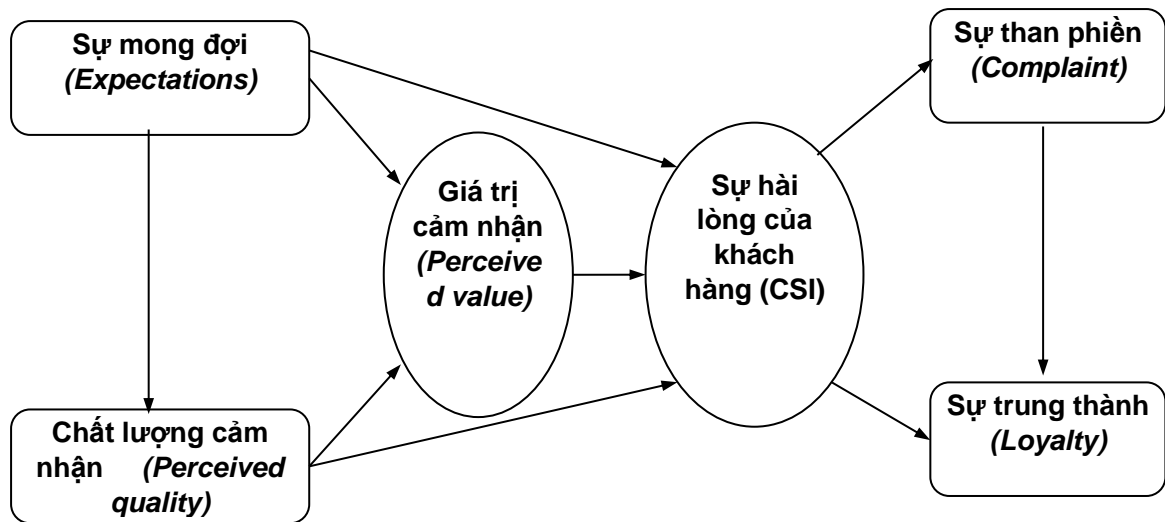 Sự mong đợi
(Expectations)
Sự than phiền
(Complaint)
Giá trị
cảm nhận
(Perceive
d value)
Sự hài
lòng của
khách
hàng (CSI)
Chất lượng cảm
nhận (Perceived
quality)
Sự trung thành
(Loyalty)